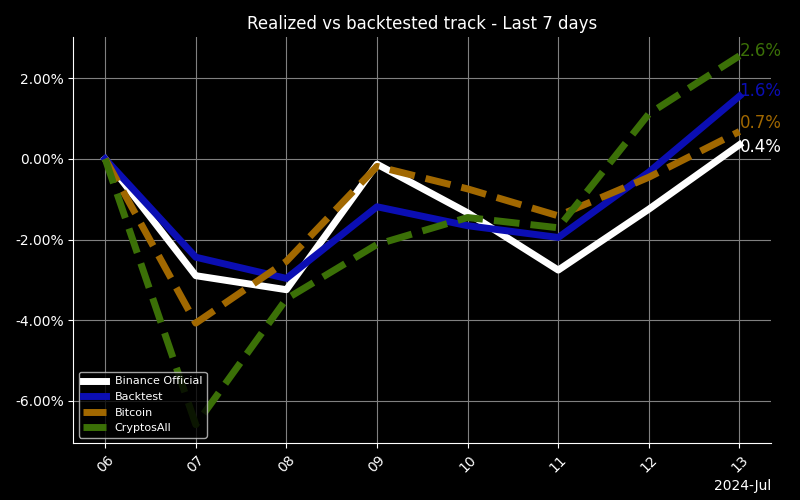 Realized vs backtested track - Last 7 days
2.00%
0.00%
-2.00%
-4.00%
-6.00%
2.6%
1.6%
0.7%
0.4%
Binance Official
Backtest
Bitcoin
CryptosAll
06
07
08
09
10
11
12
13
2024-Jul